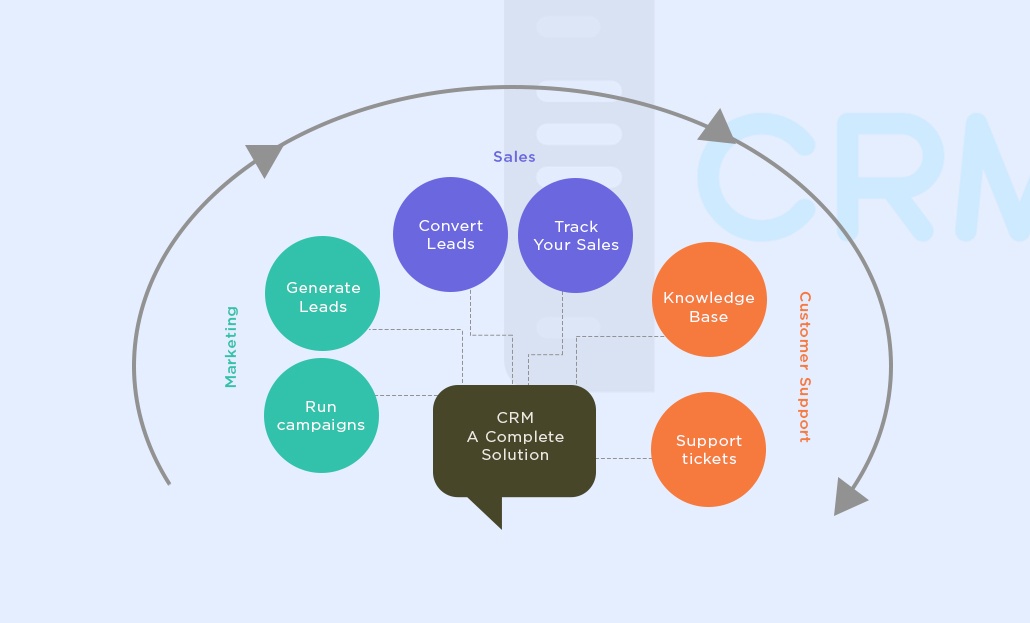 CRM
Sales
Convert
Leads
Track
Your Sales
Generate
Leads
Knowledge
Base
Marketing
Customer Support
Run
campaigns
CRM
A Complete
Solution
Support
tickets